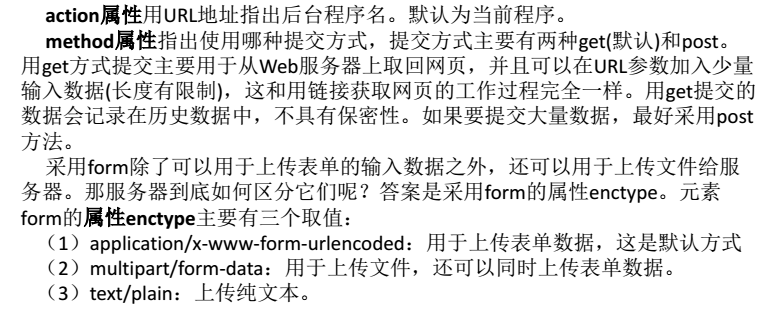 action属性用URL地址指出后台程序名。默认为当前程序。
method属性指出使用哪种提交方式，提交方式主要有两种get(默认)和post。
用get方式提交主要用于从Web服务器上取回网页，并且可以在URL参数加入少量
输入数据(长度有限制)，这和用链接获取网页的工作过程完全一样。用get提交的
数据会记录在历史数据中，不具有保密性。如果要提交大量数据，最好采用post
方法。
采用form除了可以用于上传表单的输入数据之外，还可以用于上传文件给服
务器。那服务器到底如何区分它们呢？答案是采用form的属性enctype。元素
form的属性enctype主要有三个取值：
（1）application/x-www-form-urlencoded：用于上传表单数据，这是默认方式
（2）multipart/form-data：用于上传文件，还可以同时上传表单数据。
（3）text/plain：上传纯文本。